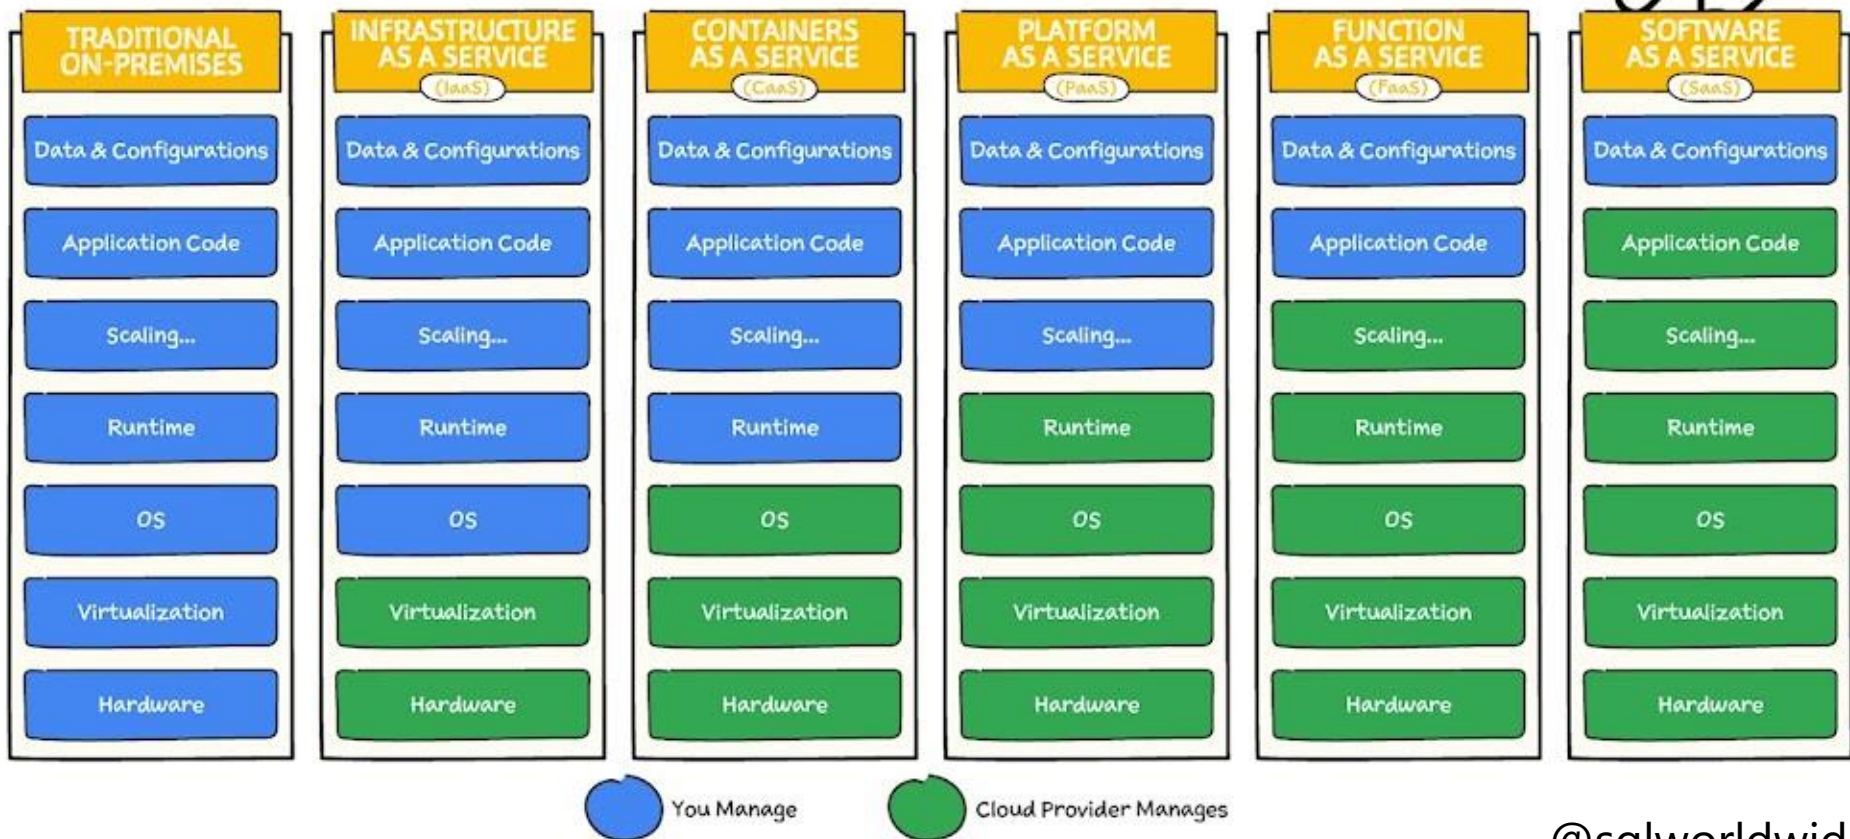 TRADITIONAL
ON-PREMISES
Data & Configurations
Application Code
Scaling...
Runtime
OS
Virtualization
Hardware
INFRASTRUCTURE
AS A SERVICE
(IaaS)
Data & Configurations
Application Code
Scaling...
Runtime
OS
Virtualization
Hardware
CONTAINERS
AS A SERVICE
(CaaS)
Data & Configurations
Application Code
Scaling...
Runtime
OS
Virtualization
Hardware
PLATFORM
AS A SERVICE
(PaaS)
Data & Configurations
Application Code
Scaling...
Runtime
OS
Virtualization
Hardware
FUNCTION
AS A SERVICE
(FaaS)
Data & Configurations
Application Code
Scaling...
Runtime
OS
Virtualization
Hardware
SOFTWARE
AS A SERVICE
(SaaS)
Data & Configurations
Application Code
Scaling...
Runtime
OS
Virtualization
Hardware
You Manage
Cloud Provider Manages